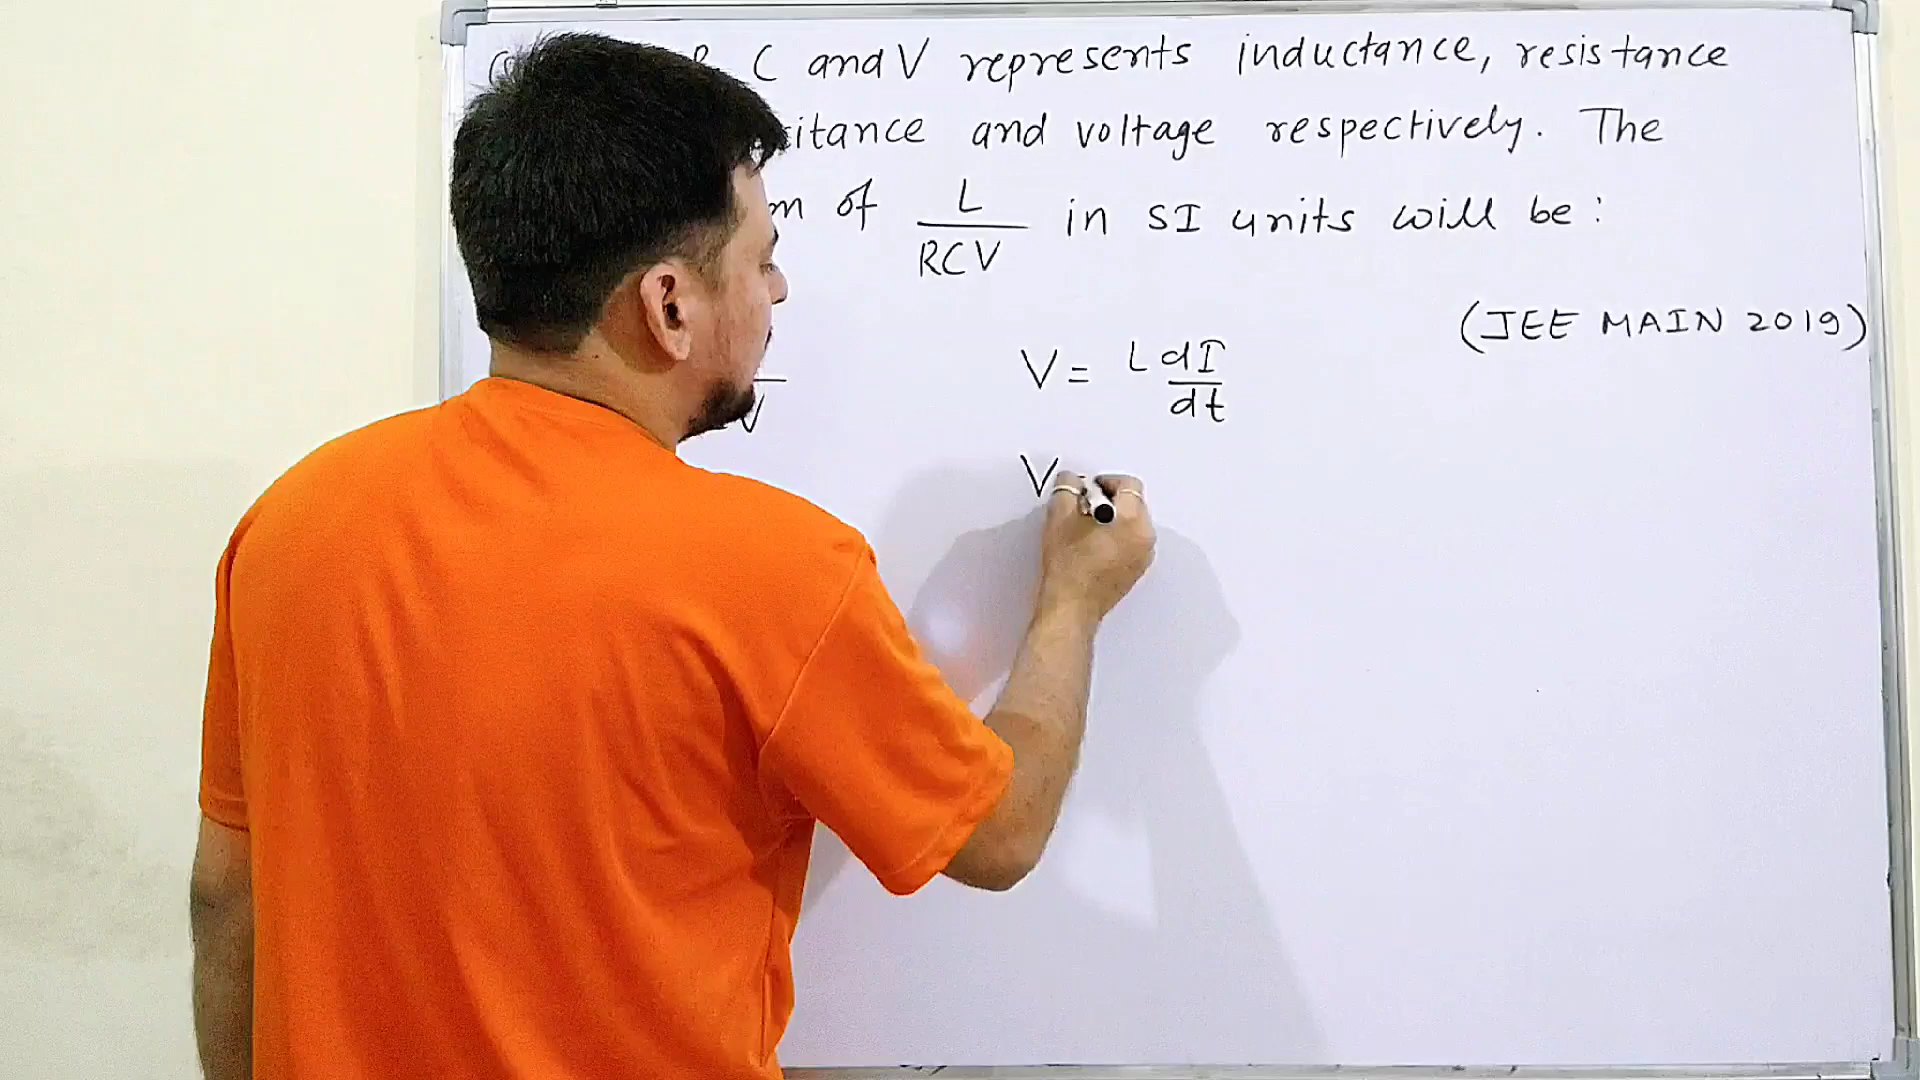 C and V represents inductance, resistance
itance and voltage respectively. The
m of L/RCV in SI units will be:
(JEE MAIN 2019)
V = L dI/dt
V
V